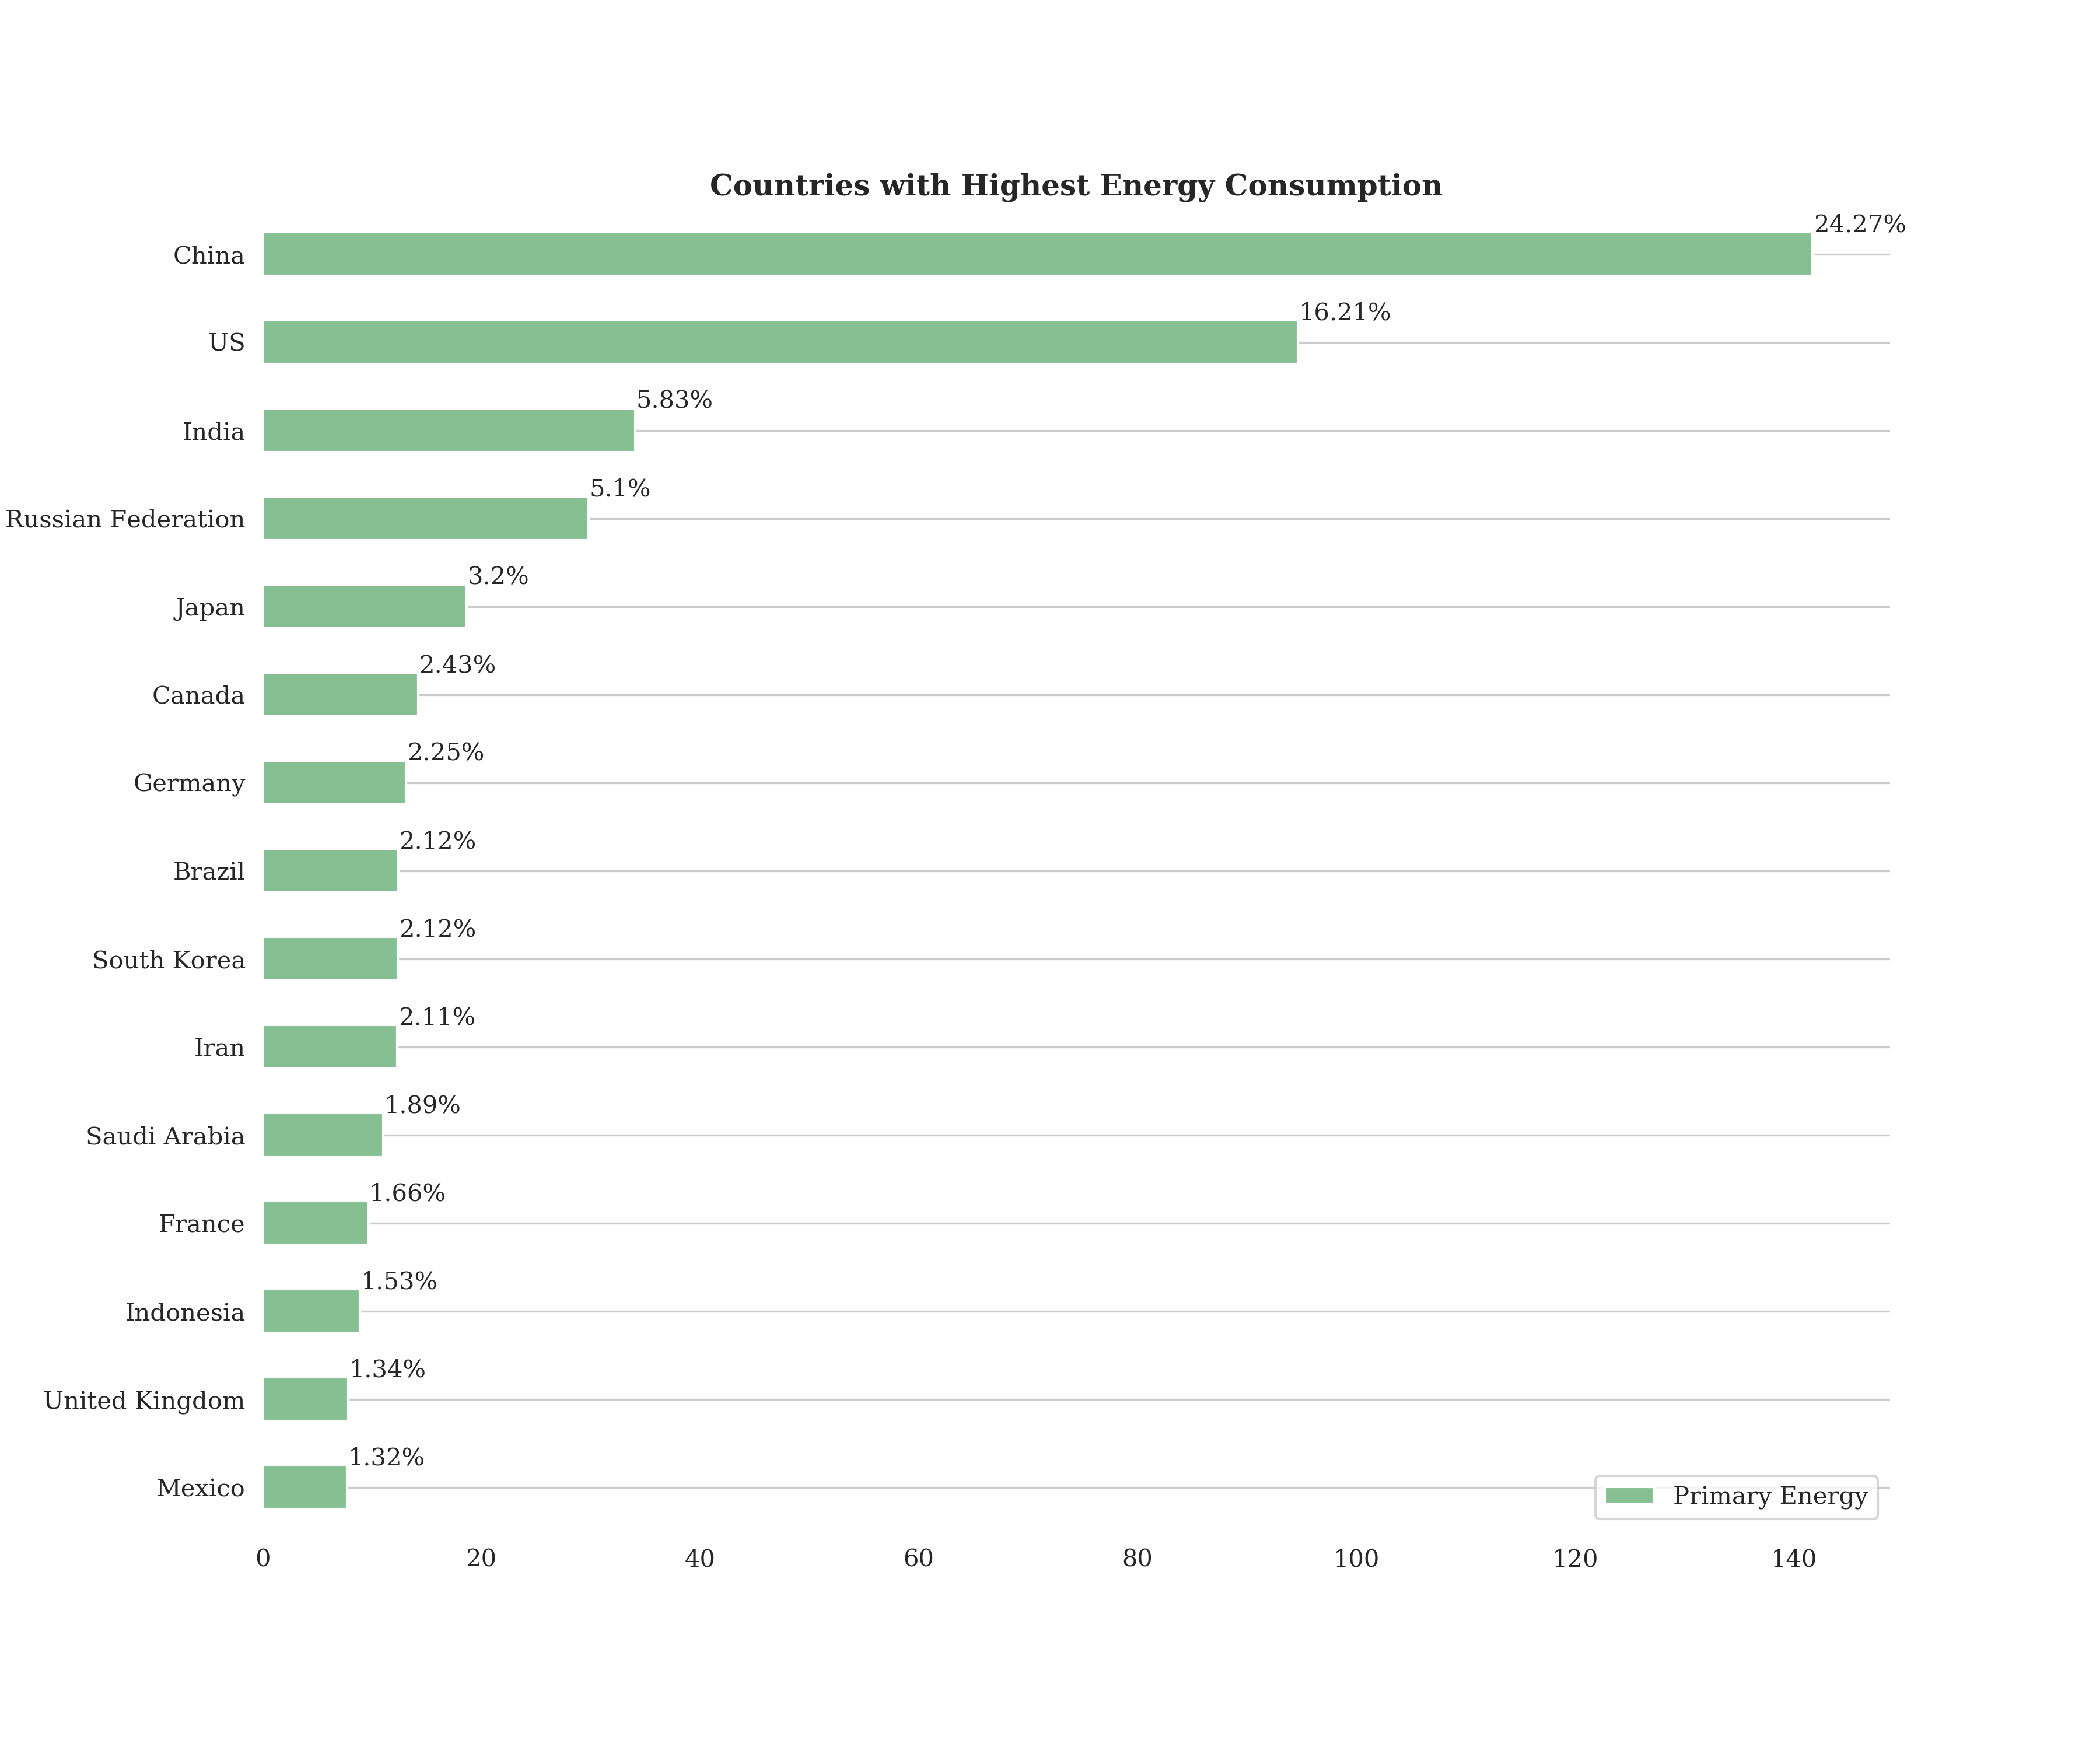 Countries with Highest Energy Consumption
China 24.27%
US 16.21%
India 5.83%
Russian Federation 5.1%
Japan 3.2%
Canada 2.43%
Germany 2.25%
Brazil 2.12%
South Korea 2.12%
Iran 2.11%
Saudi Arabia 1.89%
France 1.66%
Indonesia 1.53%
United Kingdom 1.34%
Mexico 1.32%
Primary Energy
0 20 40 60 80 100 120 140